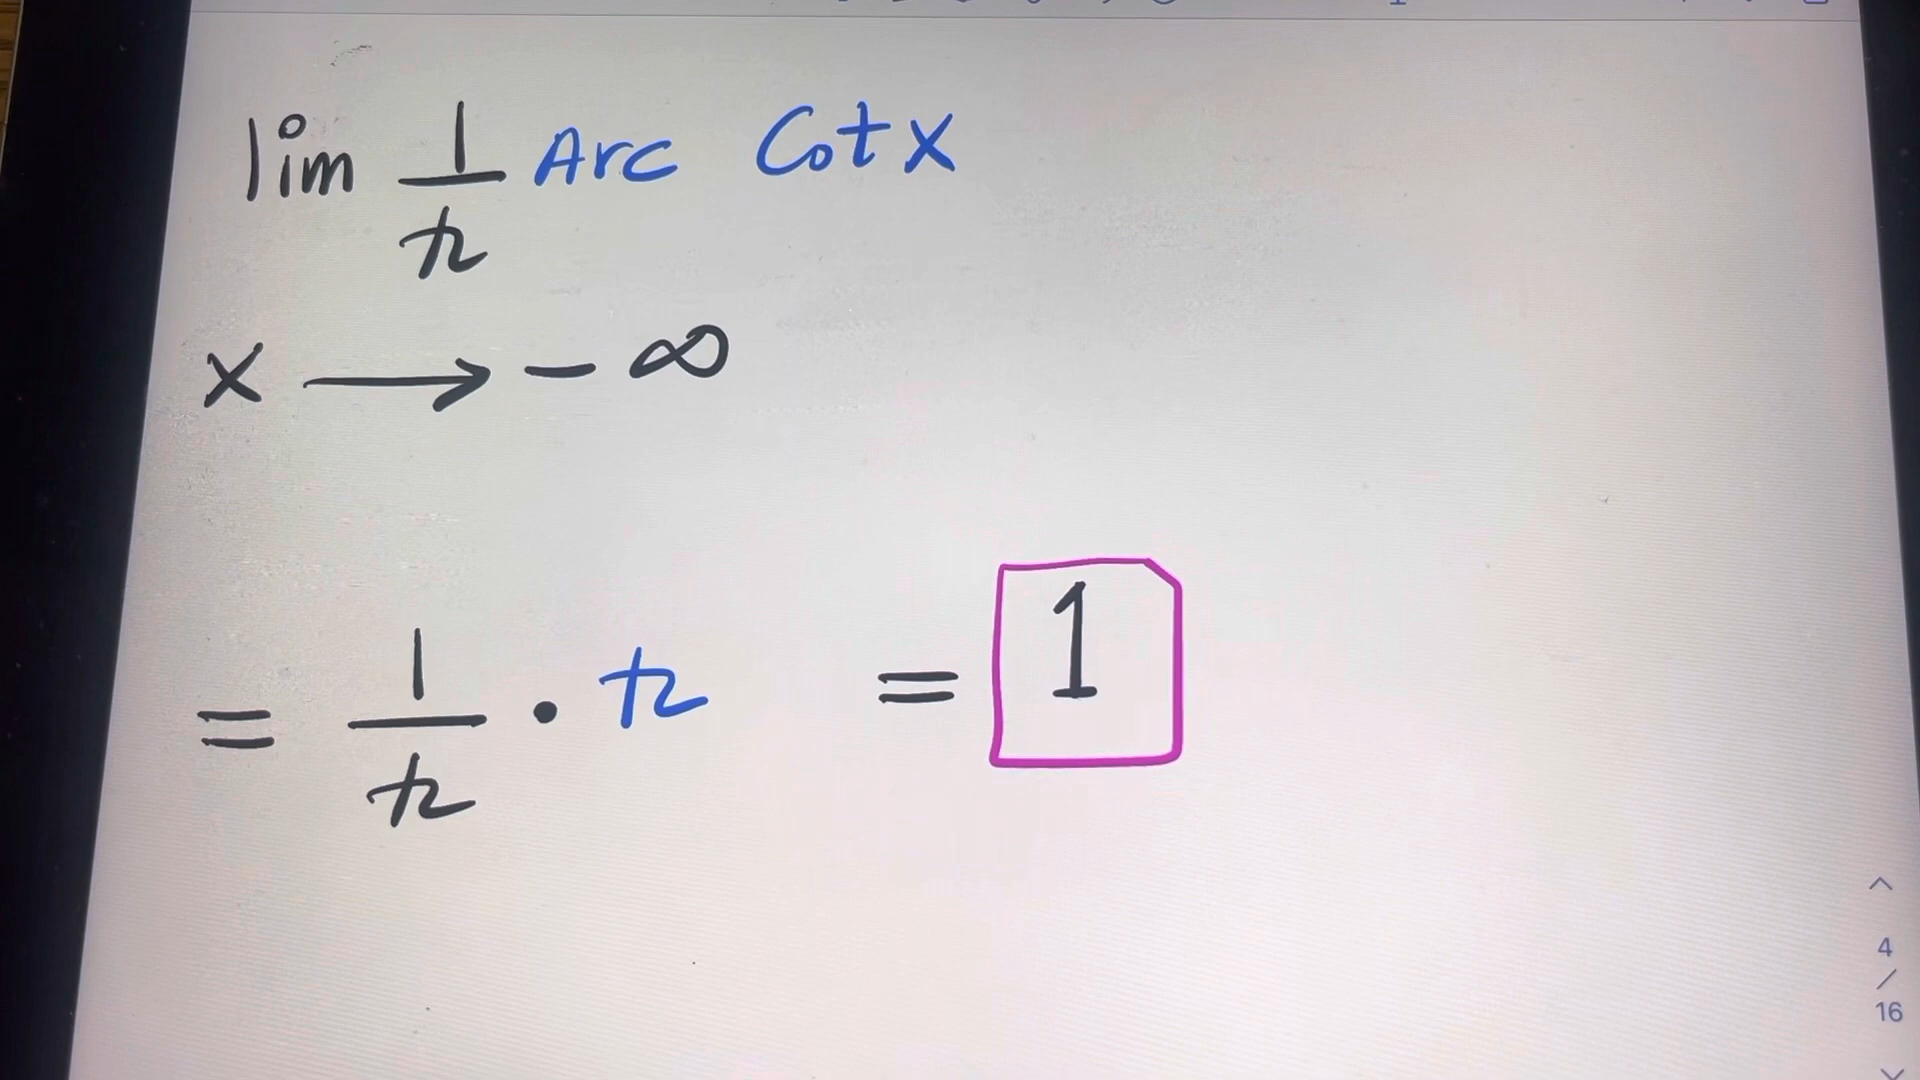 lim 1/π Arc Cot x
x → - ∞
= 1/π · π = 1
4
/
16